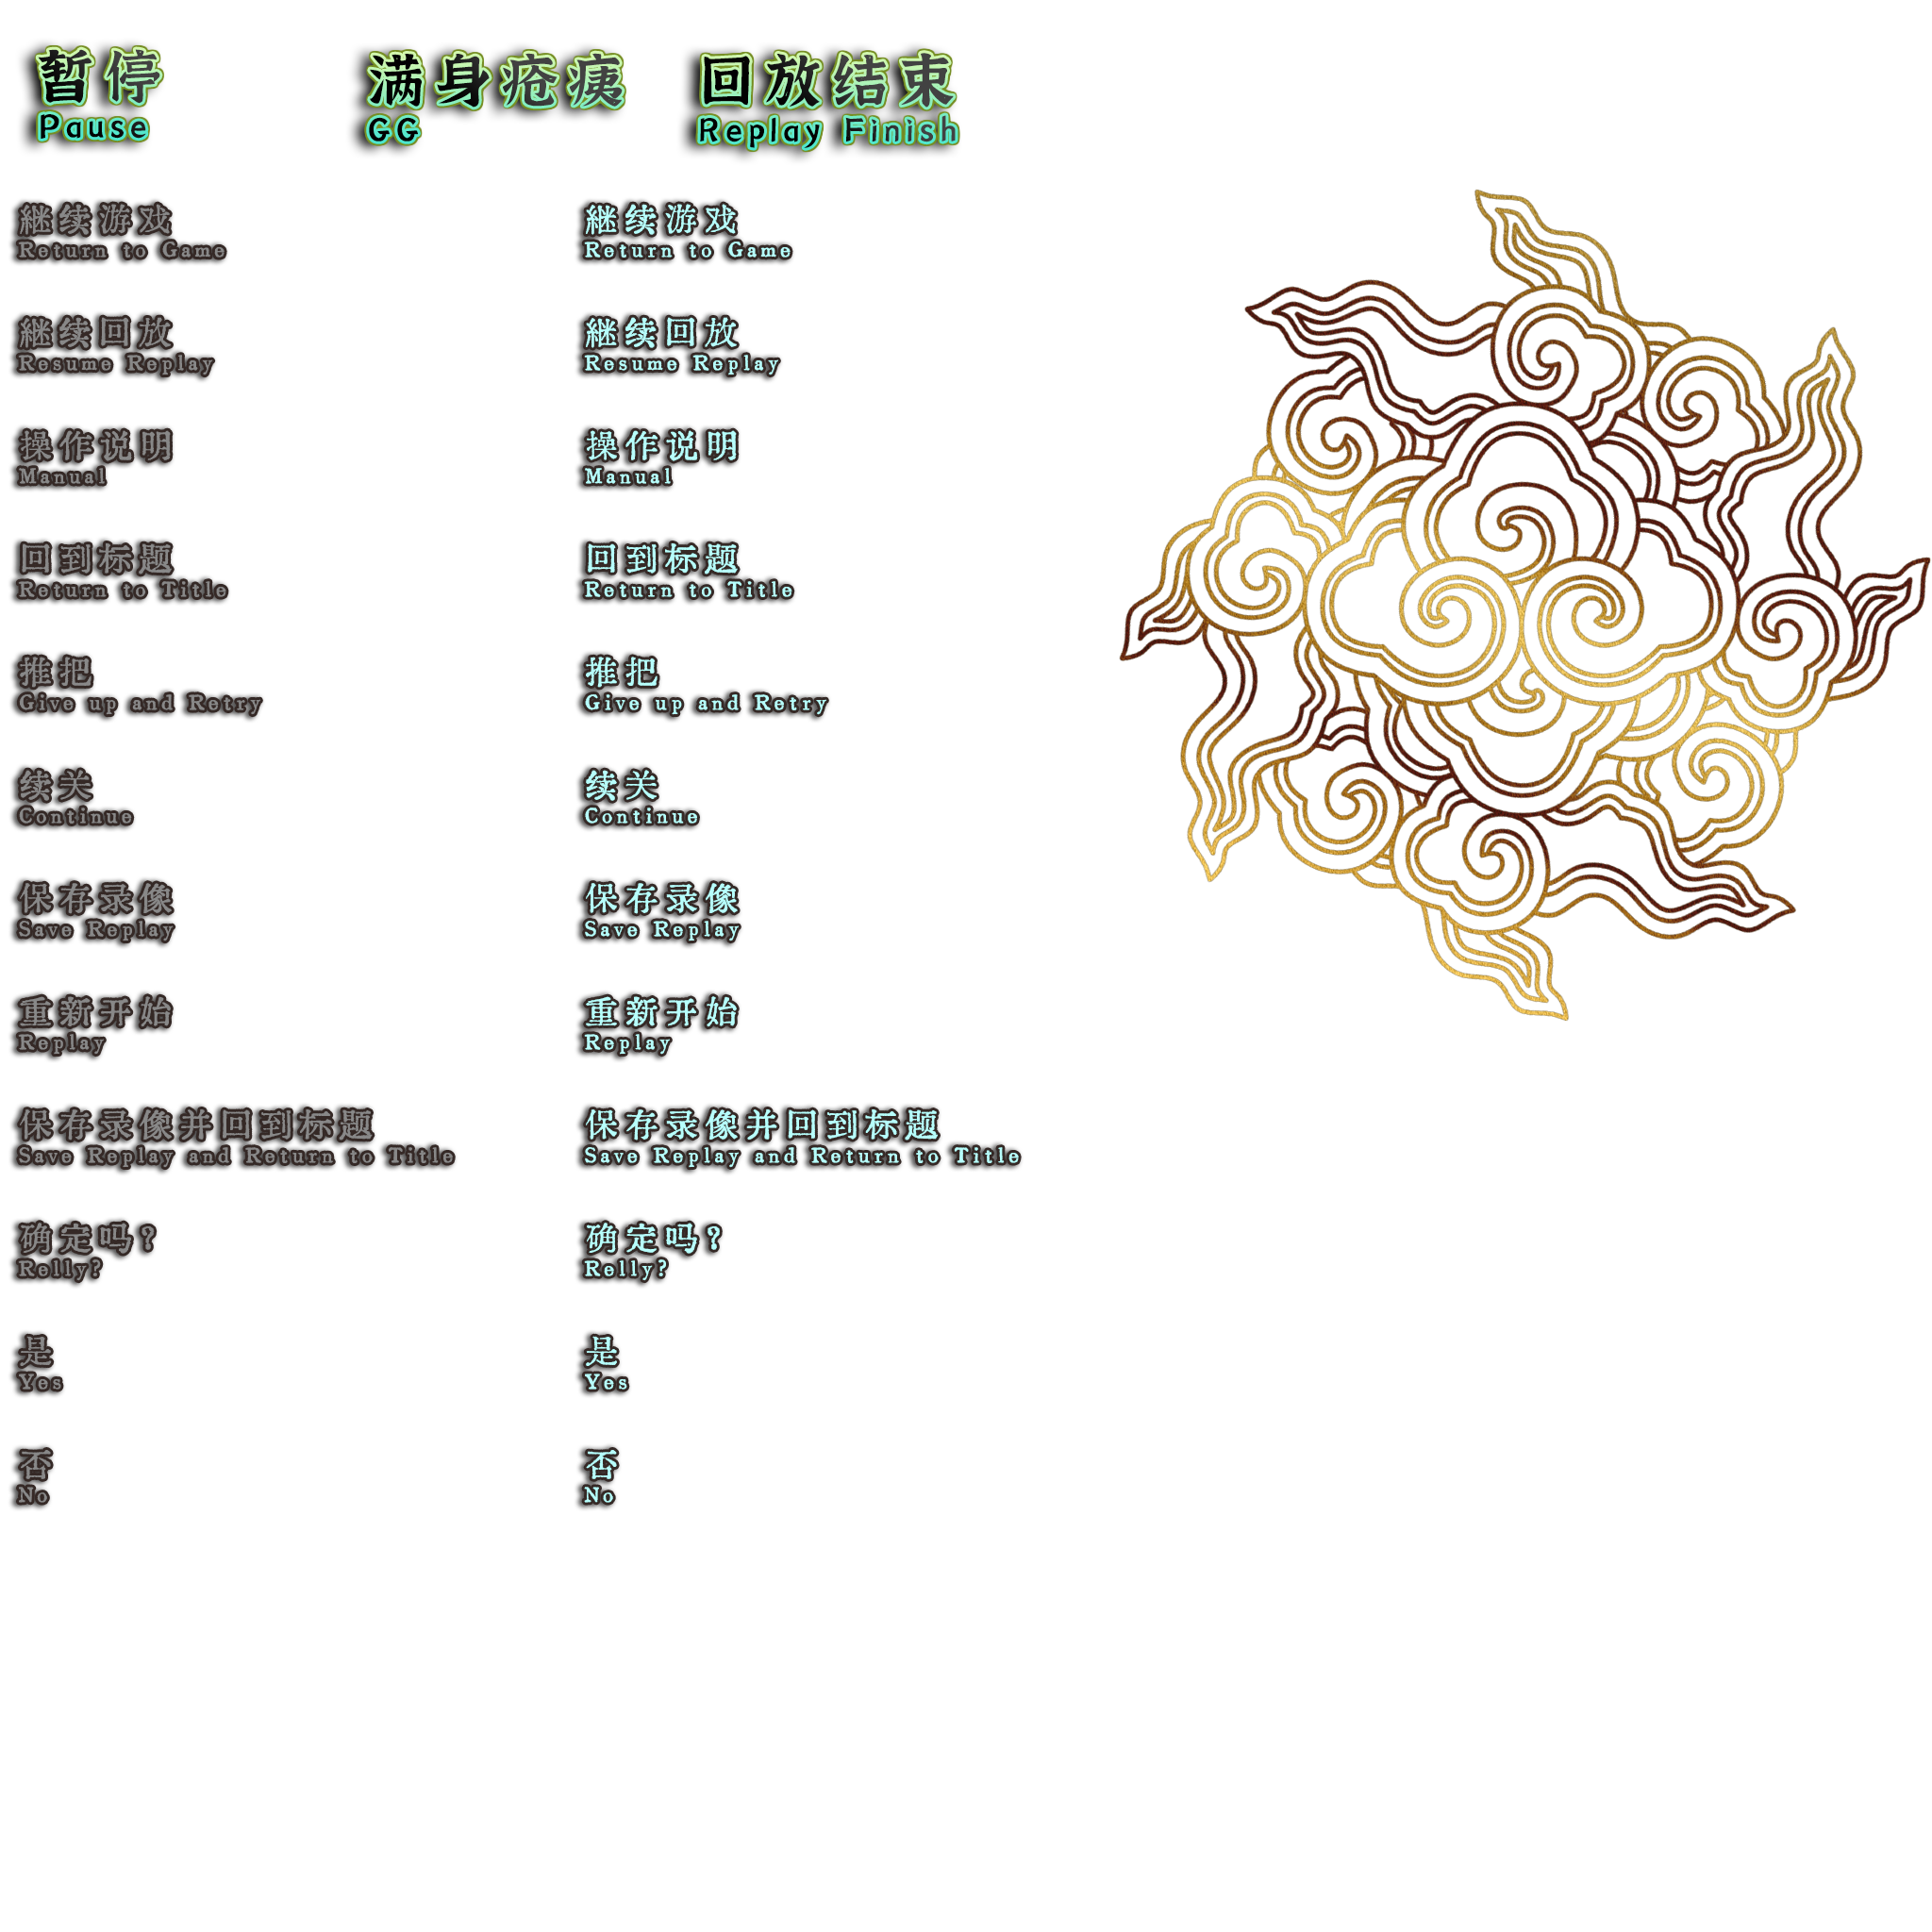 暂停
Pause
满身疮痍
GG
回放结束
Replay Finish
継续游戏
Return to Game
継续游戏
Return to Game
継续回放
Resume Replay
継续回放
Resume Replay
操作说明
Manual
操作说明
Manual
回到标题
Return to Title
回到标题
Return to Title
推把
Give up and Retry
推把
Give up and Retry
续关
Continue
续关
Continue
保存录像
Save Replay
保存录像
Save Replay
重新开始
Replay
重新开始
Replay
保存录像并回到标题
Save Replay and Return to Title
保存录像并回到标题
Save Replay and Return to Title
确定吗?
Relly?
确定吗?
Relly?
是
Yes
是
Yes
否
No
否
No